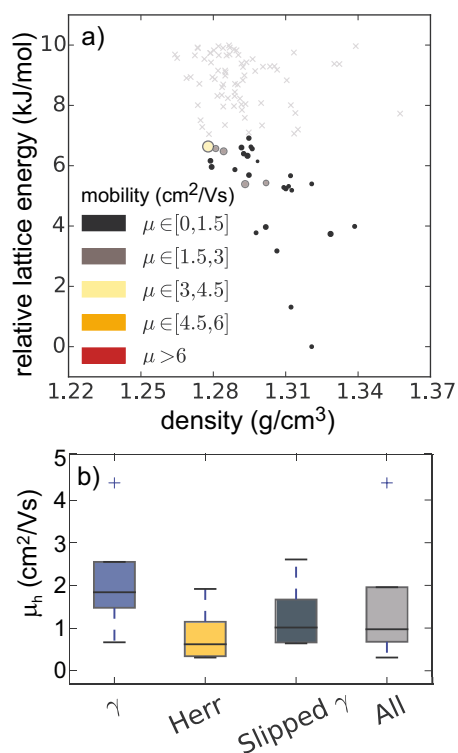 a)
relative lattice energy (kJ/mol)
10
8
6
4
2
0
mobility (cm²/Vs)
μ∈[0,1.5]
μ∈[1.5,3]
μ∈[3,4.5]
μ∈[4.5,6]
μ>6
1.22 1.25 1.28 1.31 1.34 1.37
density (g/cm³)
b)
μₕ (cm²/Vs)
5
4
3
2
1
0
γ Herr Slipped γ All